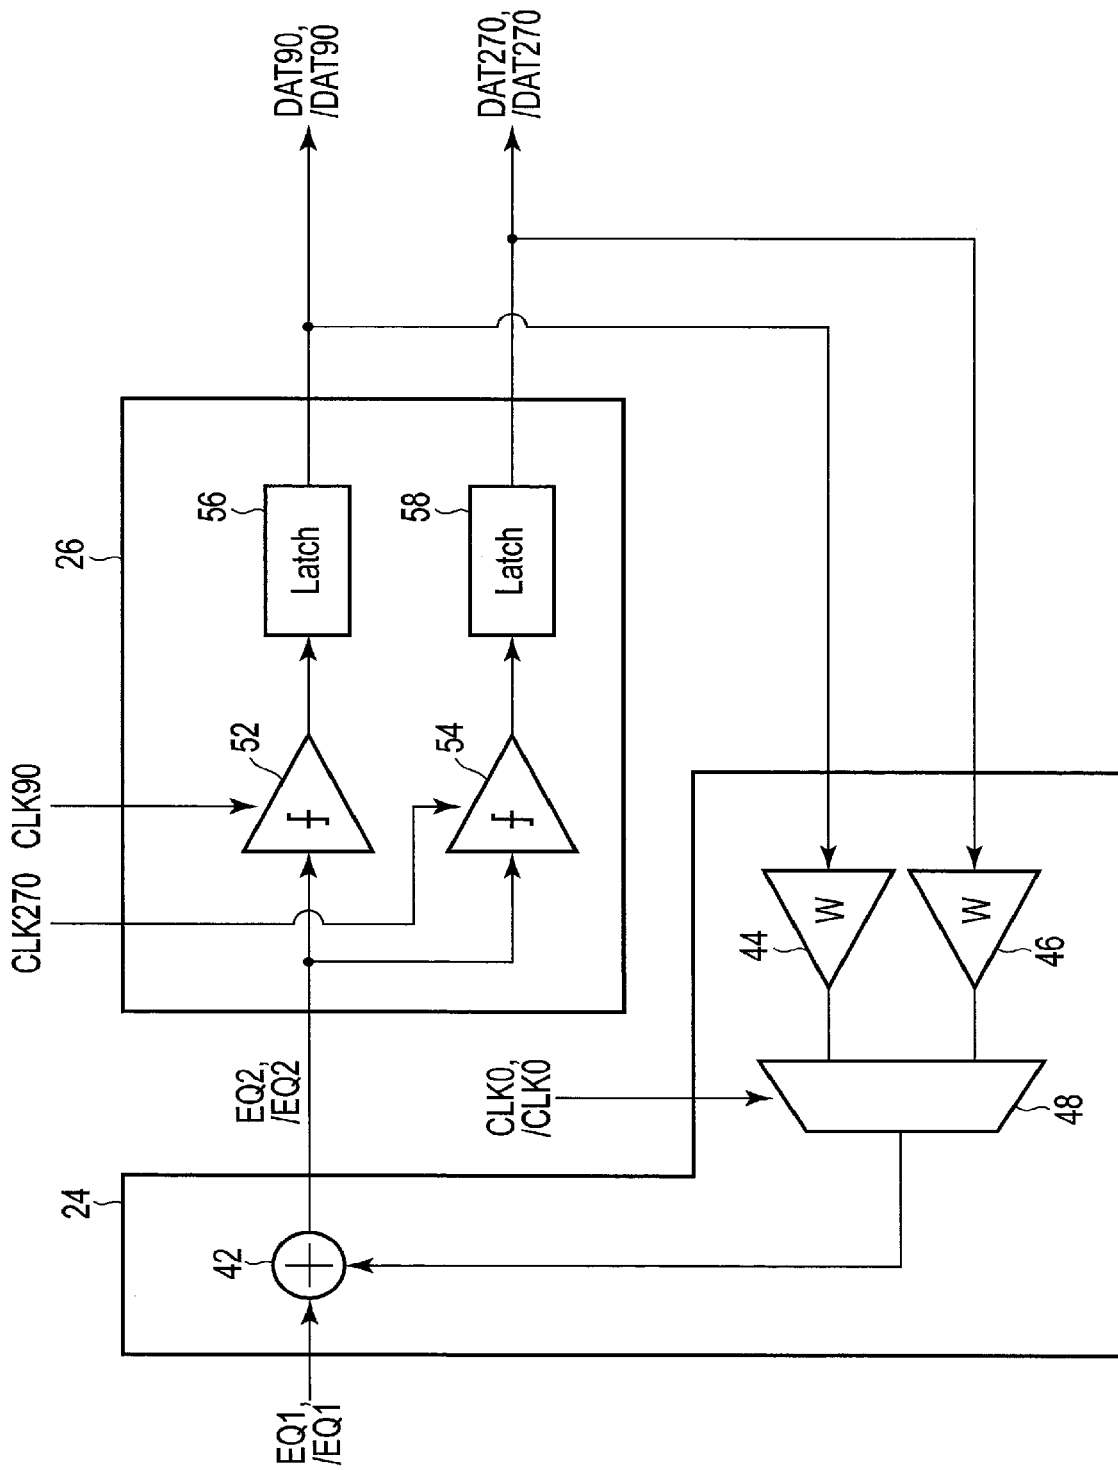 DAT90,
/DAT90
DAT270,
/DAT270
26
56
Latch
58
Latch
52
54
CLK90
CLK270
EQ2,
/EQ2
CLK0,
/CLK0
44
W
46
W
48
24
42
EQ1,
/EQ1